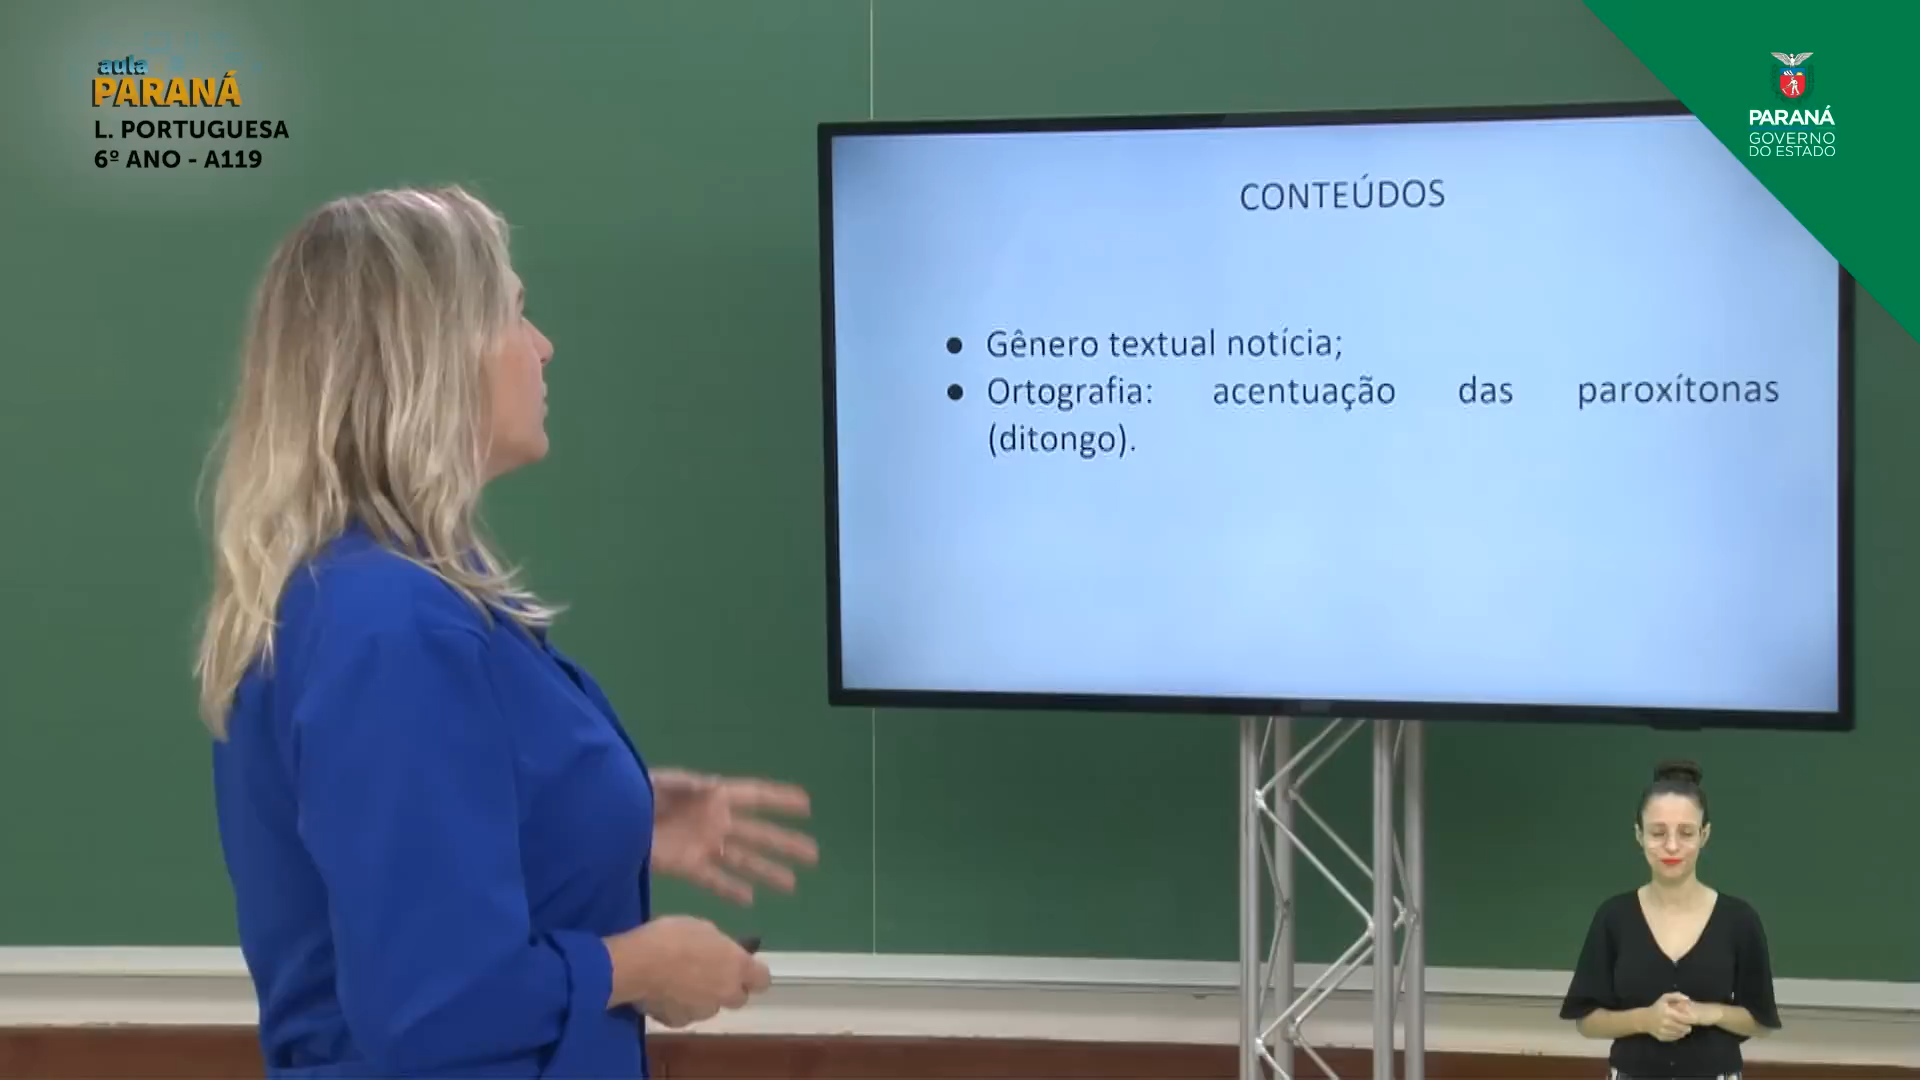 aula
PARANÁ
L. PORTUGUESA
6º ANO - A119
PARANÁ
GOVERNO
DO ESTADO
CONTEÚDOS
● Gênero textual notícia;
● Ortografia: acentuação das paroxítonas
(ditongo).